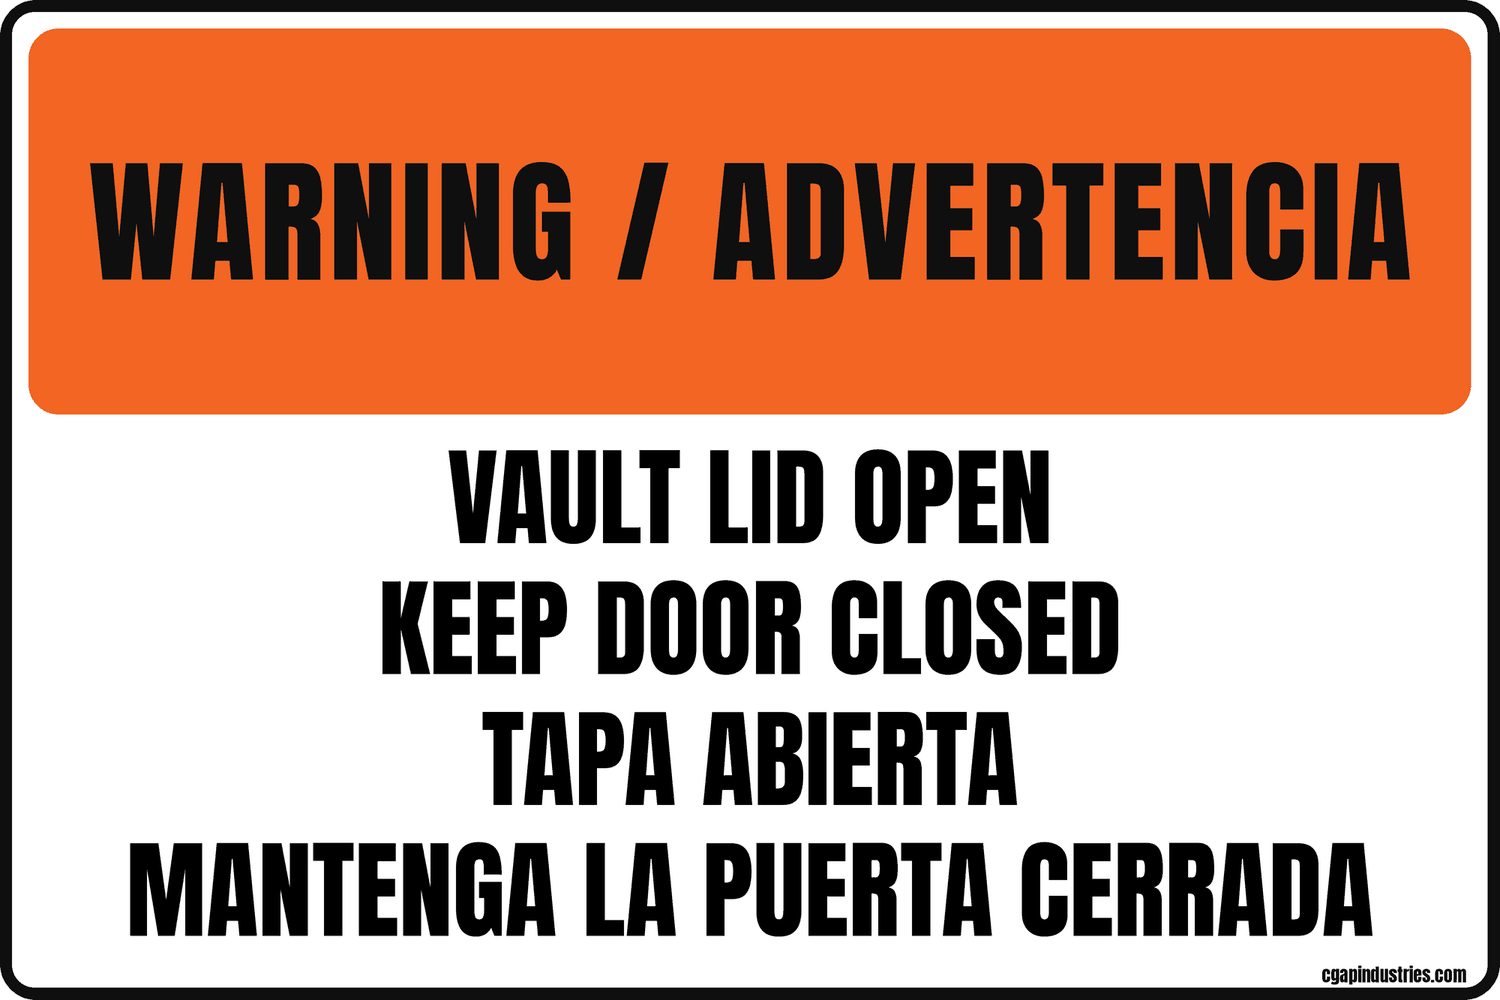 WARNING / ADVERTENCIA
VAULT LID OPEN
KEEP DOOR CLOSED
TAPA ABIERTA
MANTENGA LA PUERTA CERRADA
cgapindustries.com